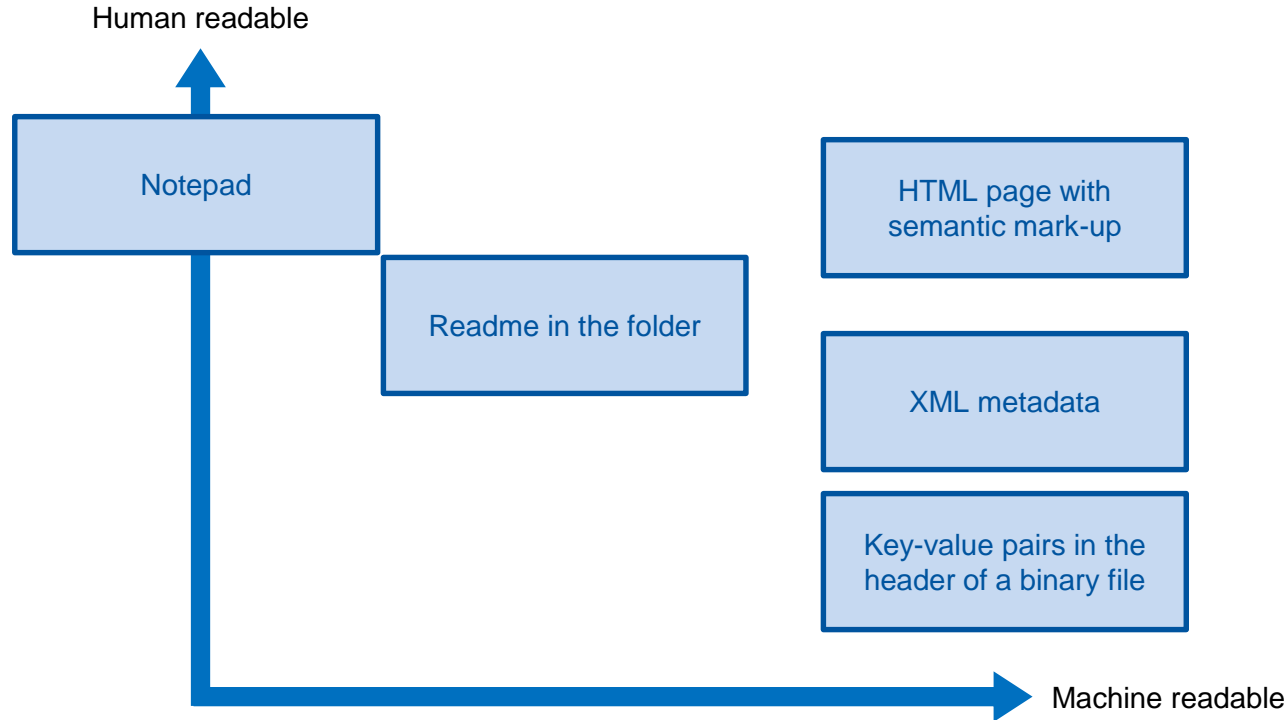 Human readable
Notepad
HTML page with
semantic mark-up
Readme in the folder
XML metadata
Key-value pairs in the
header of a binary file
Machine readable